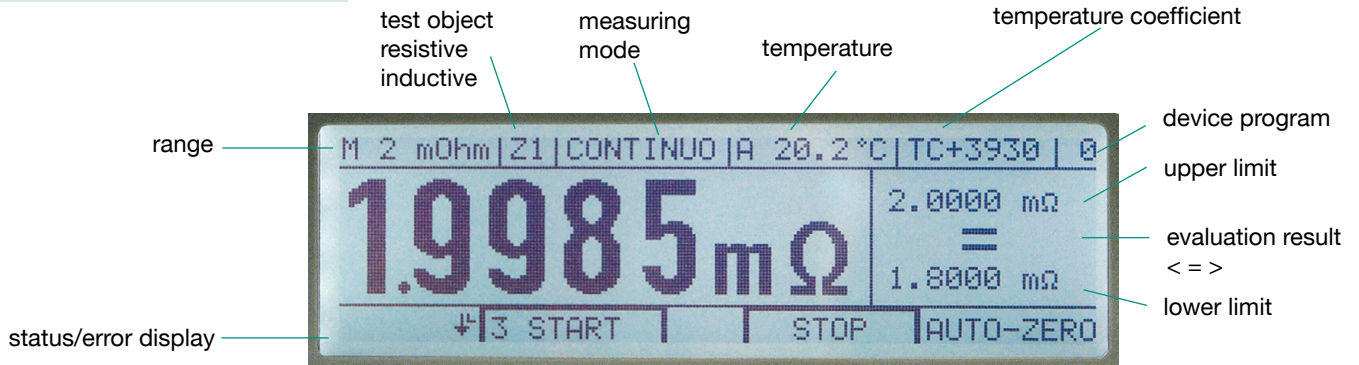 test object
resistive
inductive
measuring
mode
temperature
temperature coefficient
range
device program
upper limit
evaluation result
< = >
lower limit
status/error display
M 2 mOhm|Z1|CONTINUO|A 20.2°C|TC+3930 | 0
1.9985mΩ
2.0000 mΩ
=
1.8000 mΩ
3 START
STOP
AUTO-ZERO